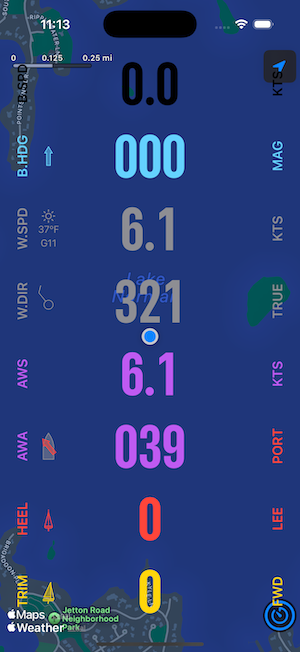 11:13
0 0.125 0.25 mi
B.SPD 0.0 KTS
B.HDG 000 MAG
W.SPD 37°F G11 6.1 KTS
W.DIR 321 TRUE
Lake Norman
AWS 6.1 KTS
AWA 039 PORT
HEEL 0 LEE
TRIM 0 FWD
Maps
Weather
Jetton Road
Neighborhood
Park